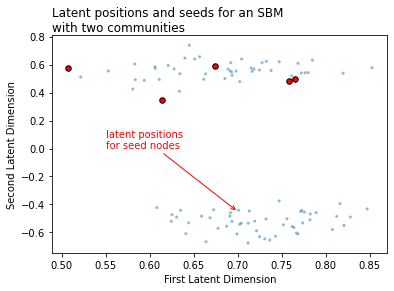 Latent positions and seeds for an SBM
with two communities
0.8
0.6
0.4
0.2
0.0
−0.2
−0.4
−0.6
Second Latent Dimension
latent positions
for seed nodes
0.50 0.55 0.60 0.65 0.70 0.75 0.80 0.85
First Latent Dimension